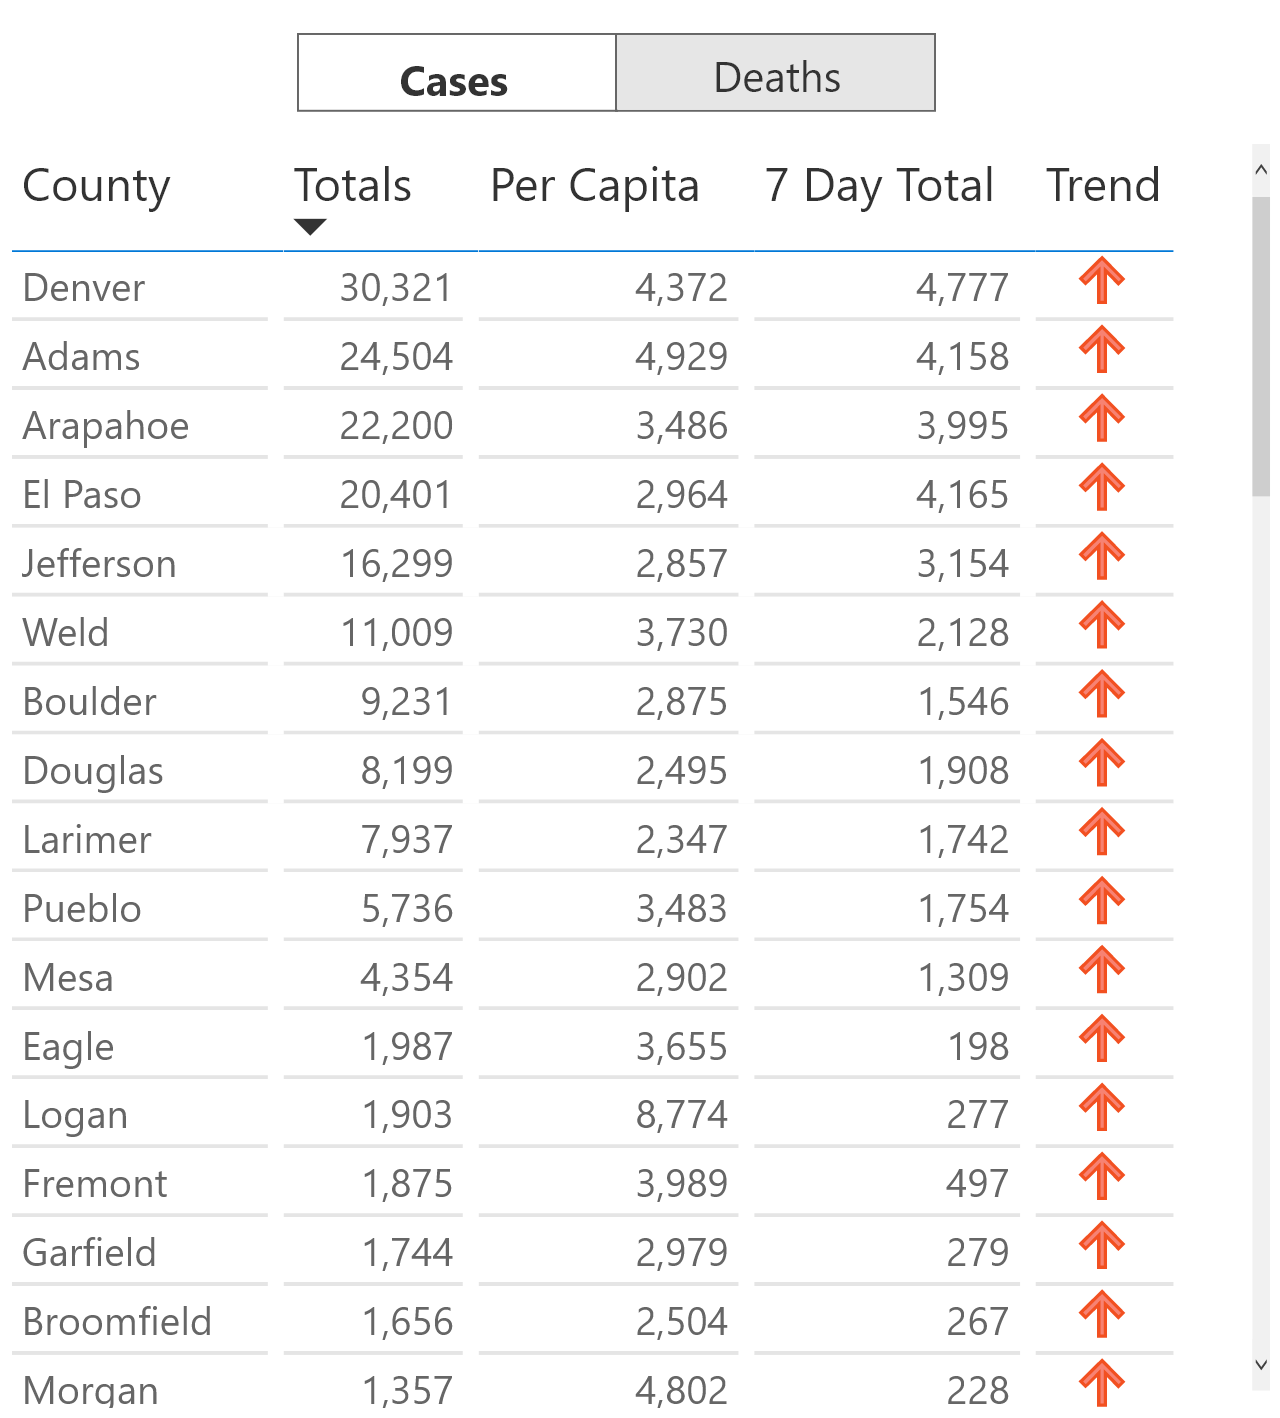 Cases Deaths
County Totals Per Capita 7 Day Total Trend
Denver 30,321 4,372 4,777
Adams 24,504 4,929 4,158
Arapahoe 22,200 3,486 3,995
El Paso 20,401 2,964 4,165
Jefferson 16,299 2,857 3,154
Weld 11,009 3,730 2,128
Boulder 9,231 2,875 1,546
Douglas 8,199 2,495 1,908
Larimer 7,937 2,347 1,742
Pueblo 5,736 3,483 1,754
Mesa 4,354 2,902 1,309
Eagle 1,987 3,655 198
Logan 1,903 8,774 277
Fremont 1,875 3,989 497
Garfield 1,744 2,979 279
Broomfield 1,656 2,504 267
Morgan 1,357 4,802 228